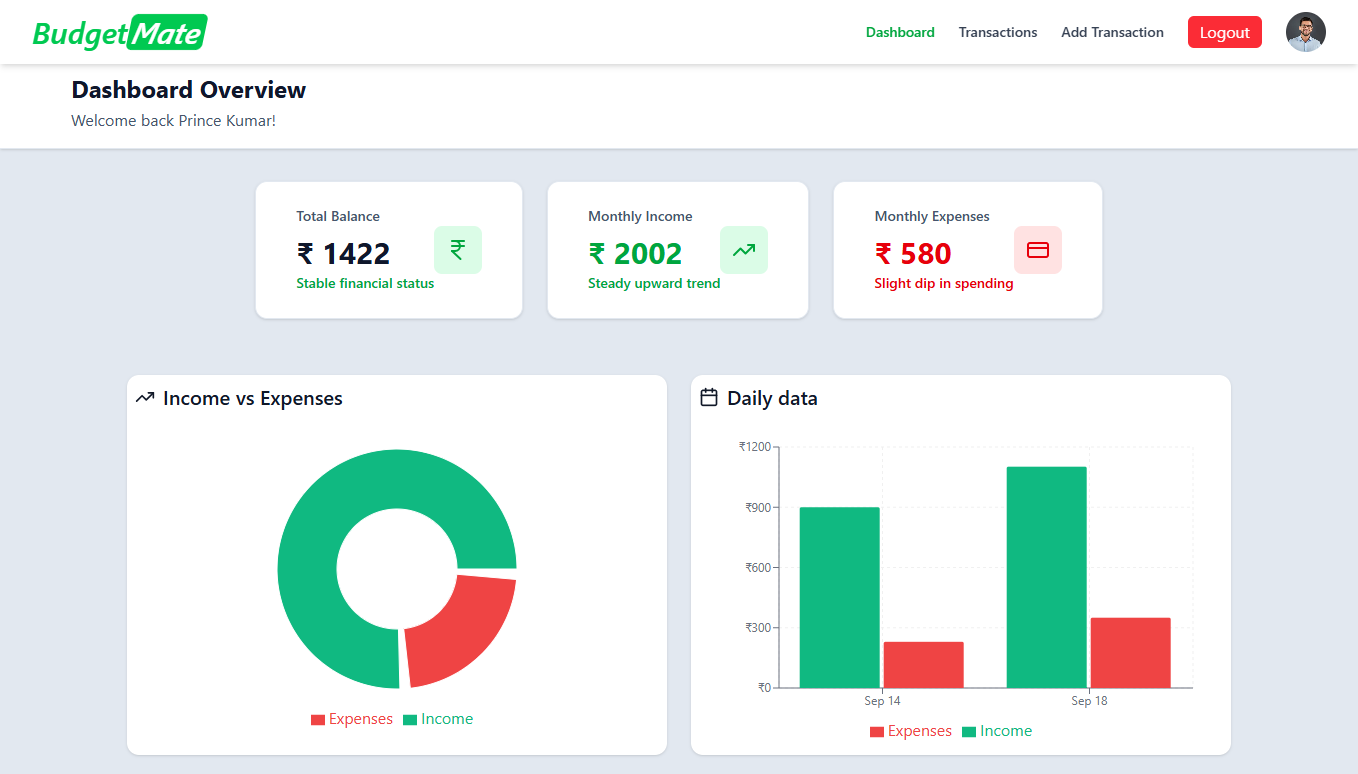 BudgetMate
Dashboard Transactions Add Transaction Logout
Dashboard Overview
Welcome back Prince Kumar!
Total Balance
₹ 1422
Stable financial status
₹
Monthly Income
₹ 2002
Steady upward trend
Monthly Expenses
₹ 580
Slight dip in spending
Income vs Expenses
Expenses Income
Daily data
₹1200
₹900
₹600
₹300
₹0
Sep 14 Sep 18
Expenses Income